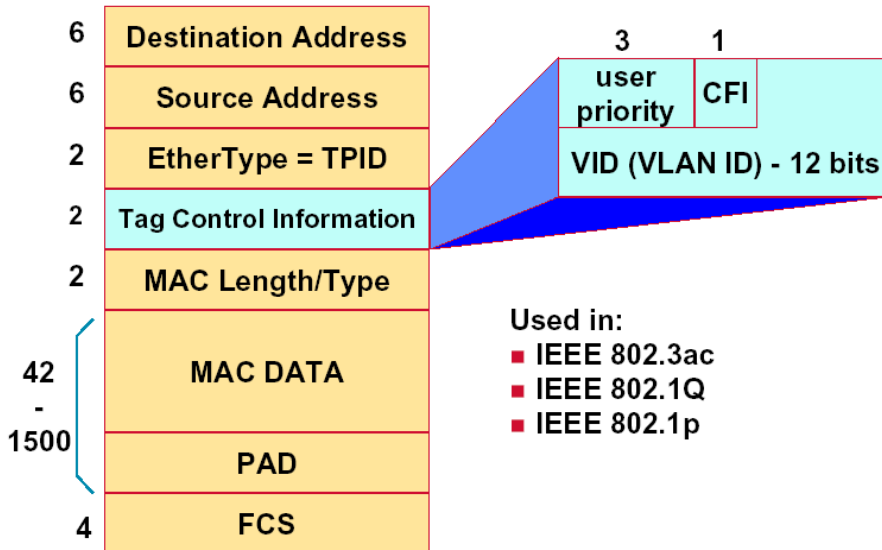 6
Destination Address
6
Source Address
2
EtherType = TPID
2
Tag Control Information
2
MAC Length/Type
42
-
1500
MAC DATA
PAD
4
FCS
3
1
user
priority
CFI
VID (VLAN ID) - 12 bits
Used in:
IEEE 802.3ac
IEEE 802.1Q
IEEE 802.1p